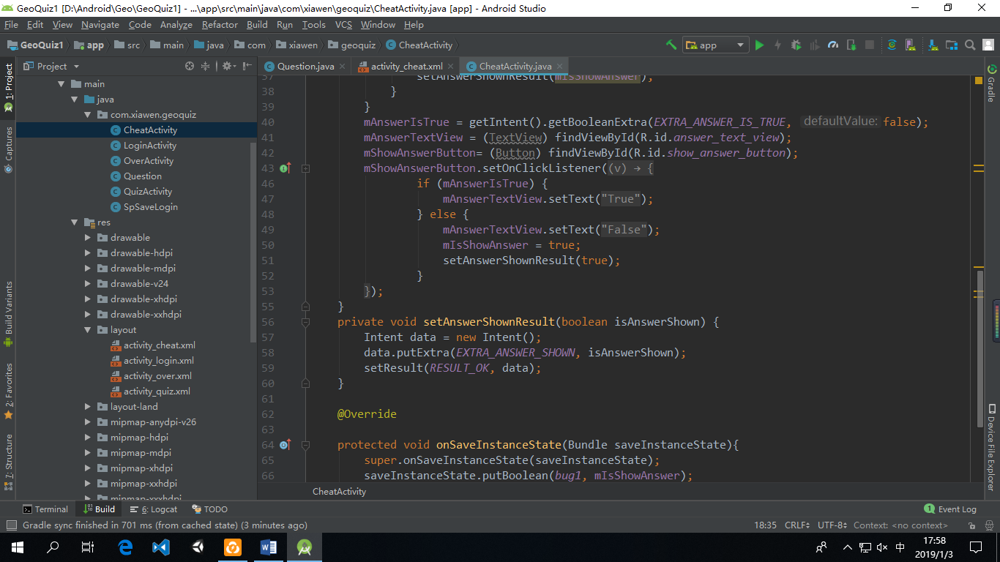 GeoQuiz1 [D:\Android\Geo\GeoQuiz1] - ...\app\src\main\java\com\xiawen\geoquiz\CheatActivity.java [app] - Android Studio
File Edit View Navigate Code Analyze Refactor Build Run Tools VCS Window Help
GeoQuiz1 app src main java com xiawen geoquiz CheatActivity app
Project Question.java activity_cheat.xml CheatActivity.java
1: Project
Captures
Build Variants
2: Favorites
7: Structure
main
java
com.xiawen.geoquiz
CheatActivity
LoginActivity
OverActivity
Question
QuizActivity
SpSaveLogin
res
drawable
drawable-hdpi
drawable-mdpi
drawable-v24
drawable-xhdpi
drawable-xxhdpi
layout
activity_cheat.xml
activity_login.xml
activity_over.xml
activity_quiz.xml
layout-land
mipmap-anydpi-v26
mipmap-hdpi
mipmap-mdpi
mipmap-xhdpi
mipmap-xxhdpi
mipmap-xxxhdpi
37 setAnswerShownResult(mIsShowAnswer);
38 }
39 }
40 mAnswerIsTrue = getIntent().getBooleanExtra(EXTRA_ANSWER_IS_TRUE, defaultValue: false);
41 mAnswerTextView = (TextView) findViewById(R.id.answer_text_view);
42 mShowAnswerButton= (Button) findViewById(R.id.show_answer_button);
43 mShowAnswerButton.setOnClickListener((v) → {
46 if (mAnswerIsTrue) {
47 mAnswerTextView.setText("True");
48 } else {
49 mAnswerTextView.setText("False");
50 mIsShowAnswer = true;
51 setAnswerShownResult(true);
52 }
53 });
55 }
56 private void setAnswerShownResult(boolean isAnswerShown) {
57 Intent data = new Intent();
58 data.putExtra(EXTRA_ANSWER_SHOWN, isAnswerShown);
59 setResult(RESULT_OK, data);
60 }
61
62 @Override
63
64 protected void onSaveInstanceState(Bundle saveInstanceState){
65 super.onSaveInstanceState(saveInstanceState);
66 saveInstanceState.putBoolean(bug1, mIsShowAnswer);
CheatActivity
Gradle
Device File Explorer
Terminal Build 6: Logcat TODO Event Log
Gradle sync finished in 701 ms (from cached state) (3 minutes ago) 18:35 CRLF UTF-8 Context: <no context>
中 17:58
2019/1/3